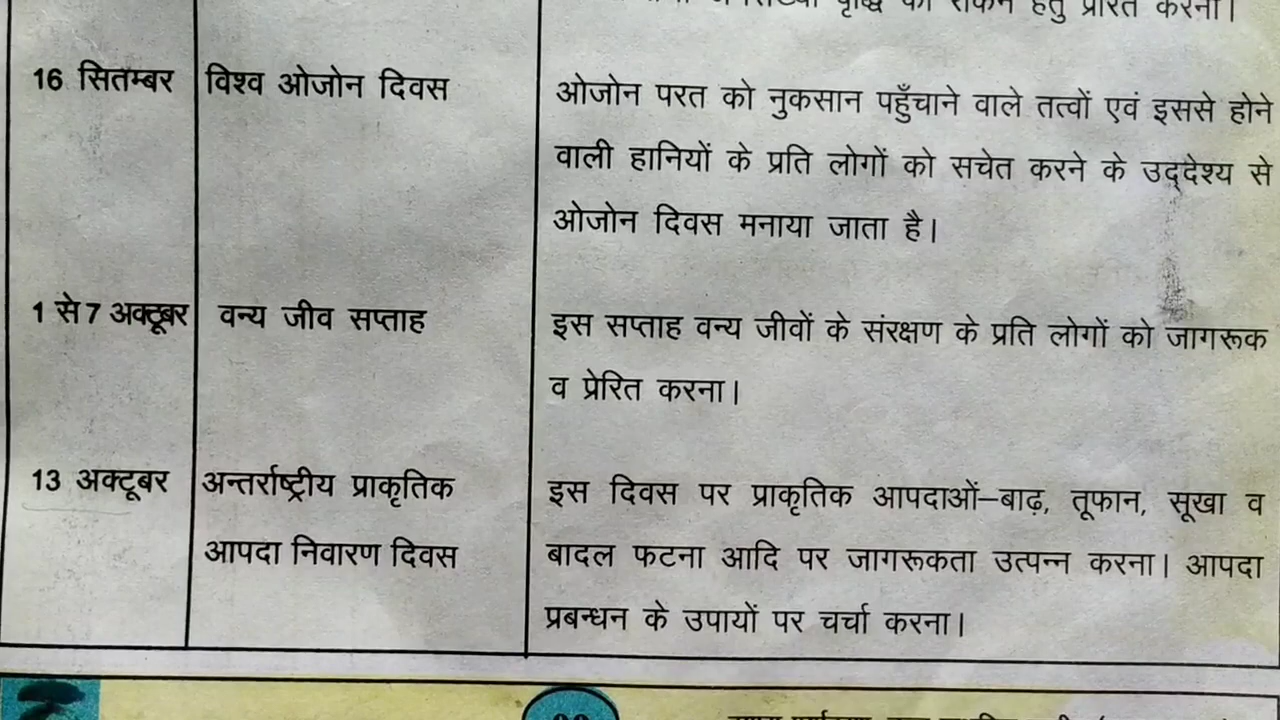 वृद्धि को रोकने हेतु प्रेरित करना।
16 सितम्बर
विश्व ओजोन दिवस
ओजोन परत को नुकसान पहुँचाने वाले तत्वों एवं इससे होने
वाली हानियों के प्रति लोगों को सचेत करने के उद्देश्य से
ओजोन दिवस मनाया जाता है।
1 से 7 अक्टूबर
वन्य जीव सप्ताह
इस सप्ताह वन्य जीवों के संरक्षण के प्रति लोगों को जागरूक
व प्रेरित करना।
13 अक्टूबर
अन्तर्राष्ट्रीय प्राकृतिक
आपदा निवारण दिवस
इस दिवस पर प्राकृतिक आपदाओं–बाढ़, तूफान, सूखा व
बादल फटना आदि पर जागरूकता उत्पन्न करना। आपदा
प्रबन्धन के उपायों पर चर्चा करना।